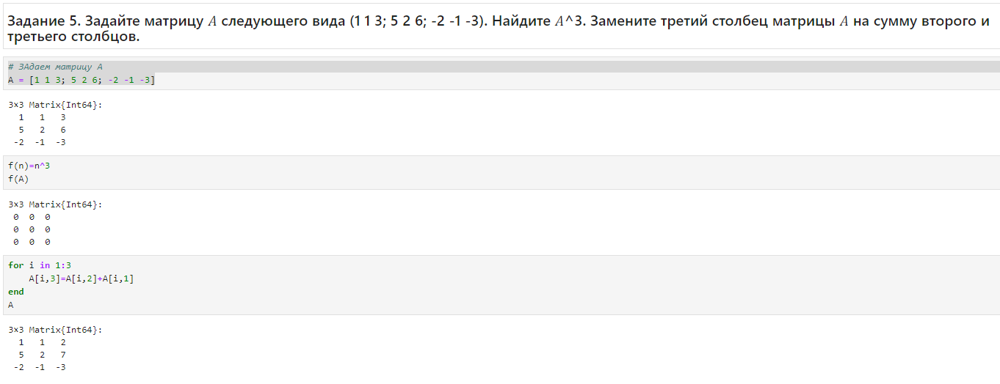 Задание 5. Задайте матрицу A следующего вида (1 1 3; 5 2 6; -2 -1 -3). Найдите A^3. Замените третий столбец матрицы A на сумму второго и
третьего столбцов.
# ЗАдаем матрицу A
A = [1 1 3; 5 2 6; -2 -1 -3]
3×3 Matrix{Int64}:
  1   1   3
  5   2   6
 -2  -1  -3
f(n)=n^3
f(A)
3×3 Matrix{Int64}:
 0  0  0
 0  0  0
 0  0  0
for i in 1:3
    A[i,3]=A[i,2]+A[i,1]
end
A
3×3 Matrix{Int64}:
  1   1   2
  5   2   7
 -2  -1  -3